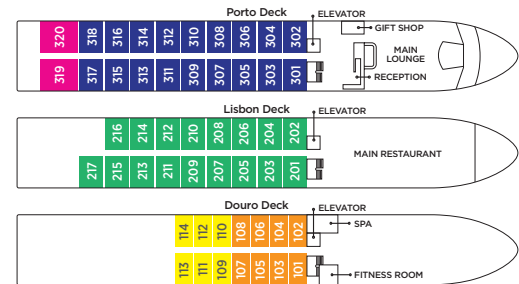 Porto Deck
ELEVATOR
GIFT SHOP
320 318 316 314 312 310 308 306 304 302
MAIN
LOUNGE
319 317 315 313 311 309 307 305 303 301
RECEPTION
Lisbon Deck
ELEVATOR
216 214 212 210 208 206 204 202
MAIN RESTAURANT
217 215 213 211 209 207 205 203 201
Douro Deck
ELEVATOR
SPA
114 112 110 108 106 104 102
113 111 109 107 105 103 101
FITNESS ROOM